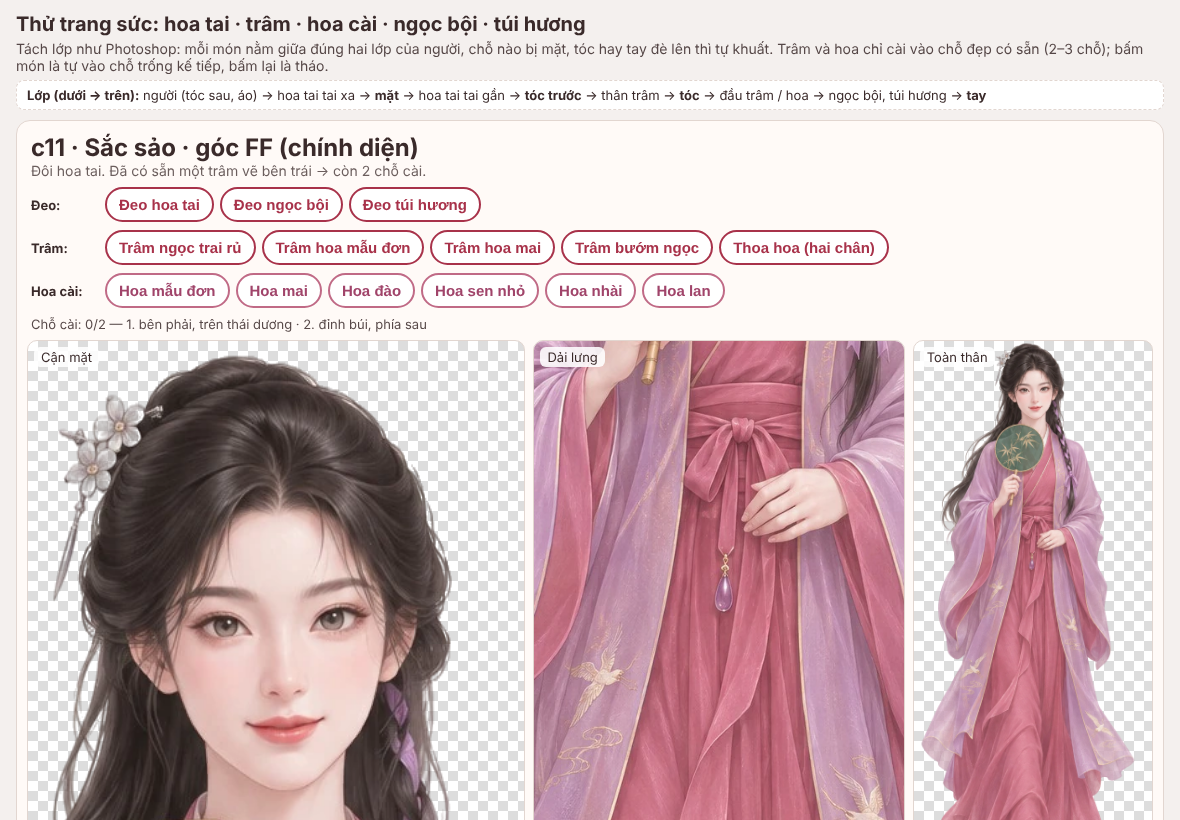 Thử trang sức: hoa tai · trâm · hoa cài · ngọc bội · túi hương
Tách lớp như Photoshop: mỗi món nằm giữa đúng hai lớp của người, chỗ nào bị mặt, tóc hay tay đè lên thì tự khuất. Trâm và hoa chỉ cài vào chỗ đẹp có sẵn (2–3 chỗ); bấm
món là tự vào chỗ trống kế tiếp, bấm lại là tháo.
Lớp (dưới → trên): người (tóc sau, áo) → hoa tai tai xa → mặt → hoa tai tai gần → tóc trước → thân trâm → tóc → đầu trâm / hoa → ngọc bội, túi hương → tay
c11 · Sắc sảo · góc FF (chính diện)
Đôi hoa tai. Đã có sẵn một trâm vẽ bên trái → còn 2 chỗ cài.
Đeo:
Đeo hoa tai
Đeo ngọc bội
Đeo túi hương
Trâm:
Trâm ngọc trai rủ
Trâm hoa mẫu đơn
Trâm hoa mai
Trâm bướm ngọc
Thoa hoa (hai chân)
Hoa cài:
Hoa mẫu đơn
Hoa mai
Hoa đào
Hoa sen nhỏ
Hoa nhài
Hoa lan
Chỗ cài: 0/2 — 1. bên phải, trên thái dương · 2. đỉnh búi, phía sau
Cận mặt
Dải lưng
Toàn thân